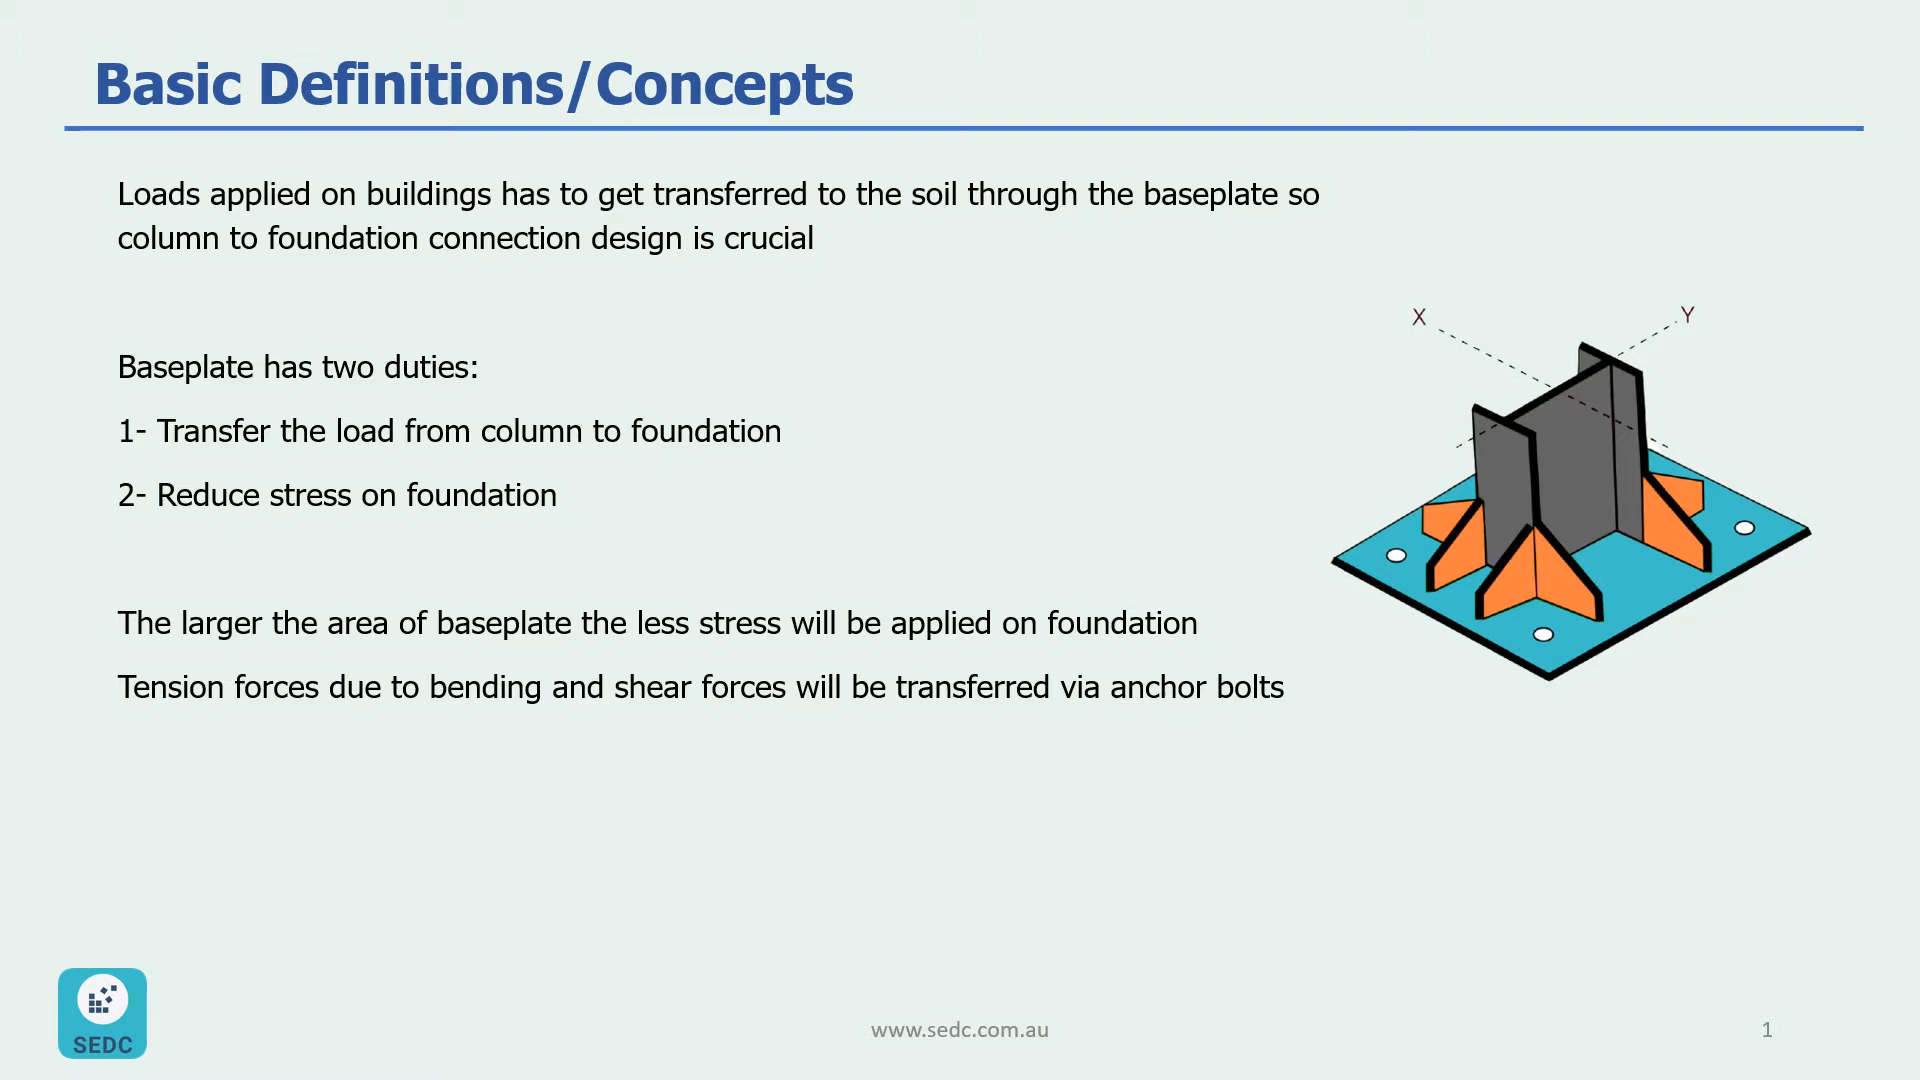 Basic Definitions/Concepts
Loads applied on buildings has to get transferred to the soil through the baseplate so
column to foundation connection design is crucial
Baseplate has two duties:
1- Transfer the load from column to foundation
2- Reduce stress on foundation
The larger the area of baseplate the less stress will be applied on foundation
Tension forces due to bending and shear forces will be transferred via anchor bolts
X
Y
SEDC
www.sedc.com.au
1